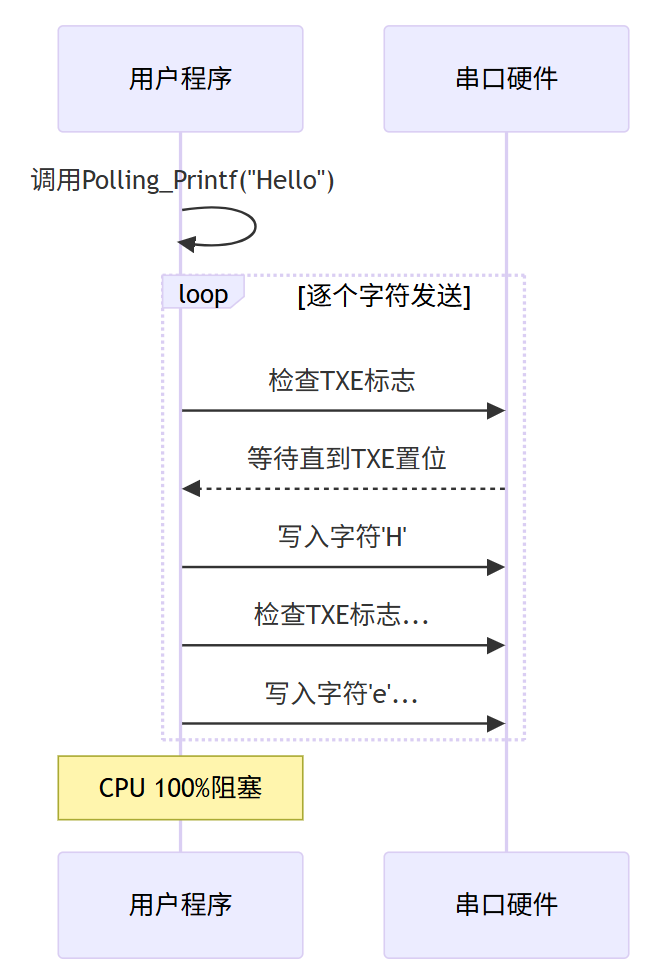 用户程序
串口硬件
调用Polling_Printf("Hello")
loop
[逐个字符发送]
检查TXE标志
等待直到TXE置位
写入字符'H'
检查TXE标志...
写入字符'e'...
CPU 100%阻塞
用户程序
串口硬件